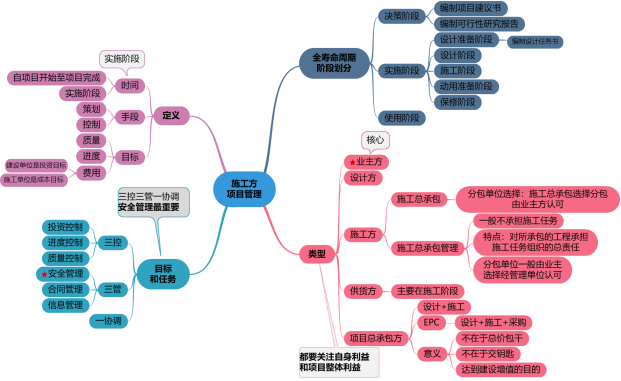 施工方
项目管理
全寿命周期
阶段划分
决策阶段
编制项目建议书
编制可行性研究报告
实施阶段
设计准备阶段
编制设计任务书
设计阶段
施工阶段
动用准备阶段
保修阶段
使用阶段
类型
核心
业主方
设计方
施工方
施工总承包
分包单位选择：施工总承包选择分包
由业主方认可
施工总承包管理
一般不承担施工任务
特点：对所承包的工程承担
施工任务组织的总责任
分包单位一般由业主
选择经管理单位认可
供货方
主要在施工阶段
项目总承包方
设计+施工
EPC
设计+施工+采购
意义
不在于总价包干
不在于交钥匙
达到建设增值的目的
都要关注自身利益
和项目整体利益
定义
实施阶段
时间
自项目开始至项目完成
实施阶段
手段
策划
控制
目标
质量
进度
费用
建设单位是投资目标
施工单位是成本目标
三控三管一协调
安全管理最重要
目标
和任务
三控
投资控制
进度控制
质量控制
三管
安全管理
合同管理
信息管理
一协调